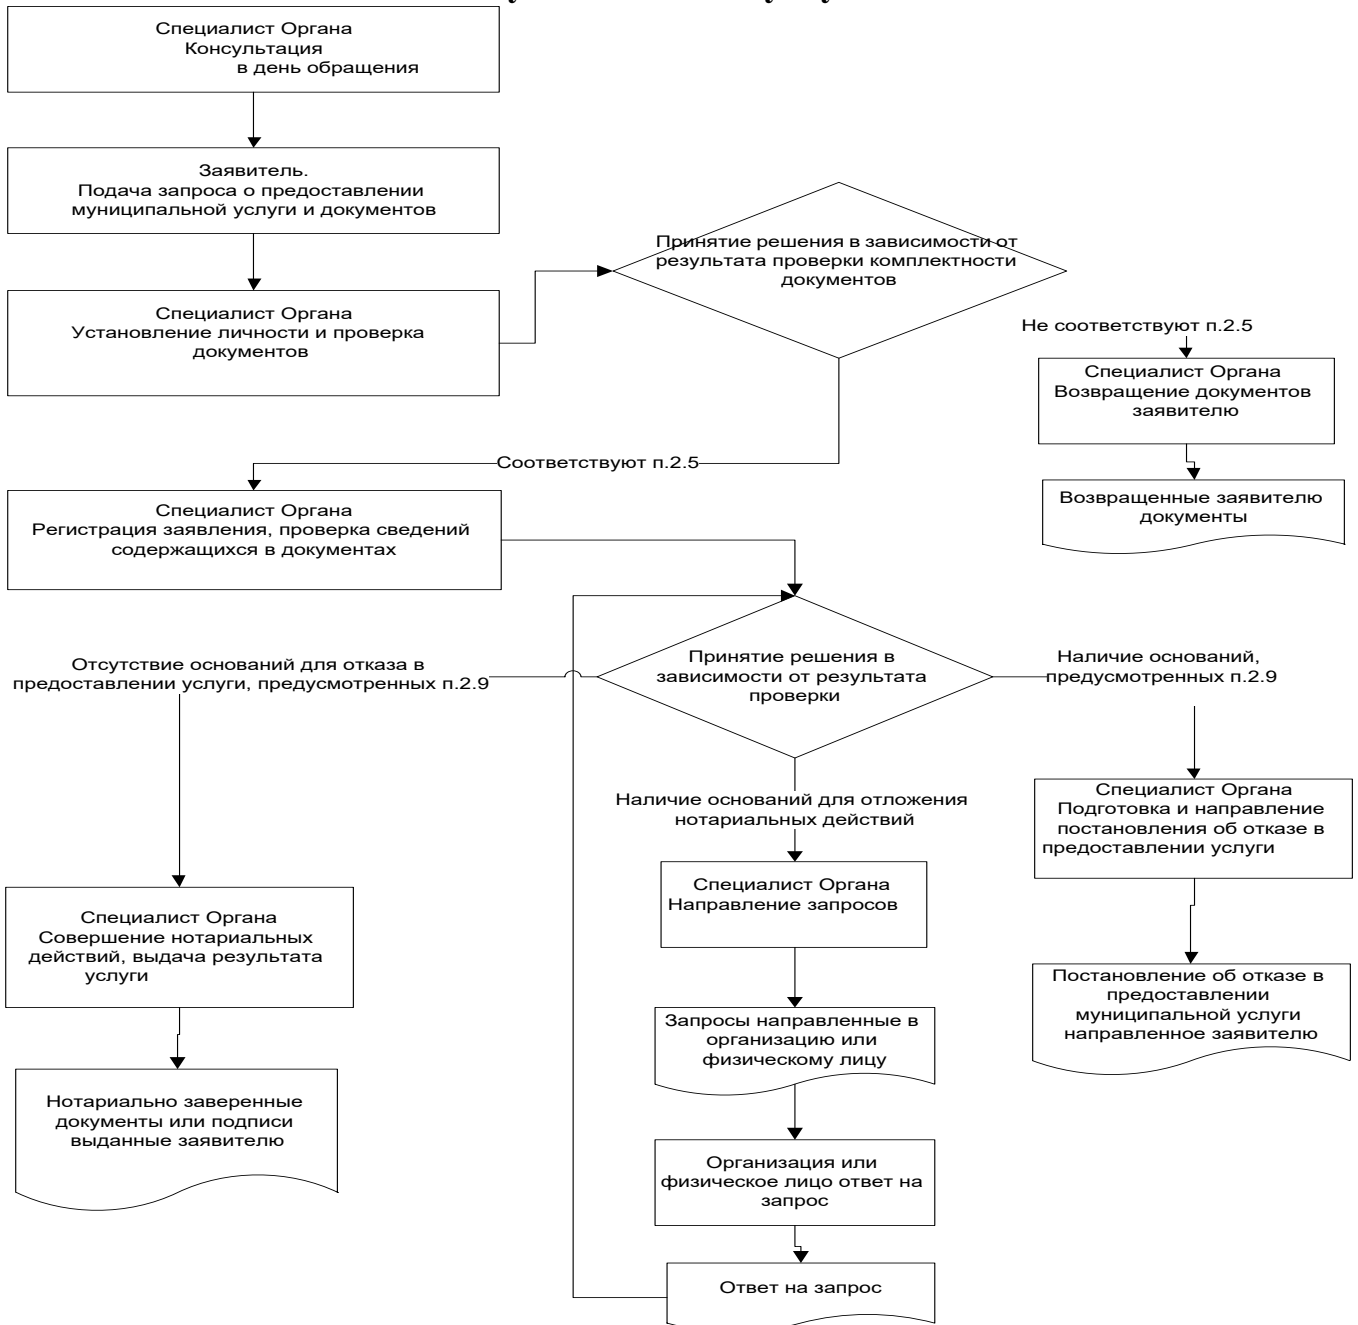 Специалист Органа
Консультация
в день обращения
Заявитель.
Подача запроса о предоставлении
муниципальной услуги и документов
Принятие решения в зависимости от
результата проверки комплектности
документов
Специалист Органа
Установление личности и проверка
документов
Не соответствуют п.2.5
Специалист Органа
Возвращение документов
заявителю
Соответствуют п.2.5
Возвращенные заявителю
документы
Специалист Органа
Регистрация заявления, проверка сведений
содержащихся в документах
Отсутствие оснований для отказа в
предоставлении услуги, предусмотренных п.2.9
Принятие решения в
зависимости от результата
проверки
Наличие оснований,
предусмотренных п.2.9
Наличие оснований для отложения
нотариальных действий
Специалист Органа
Подготовка и направление
постановления об отказе в
предоставлении услуги
Специалист Органа
Направление запросов
Специалист Органа
Совершение нотариальных
действий, выдача результата
услуги
Постановление об отказе в
предоставлении
муниципальной услуги
направленное заявителю
Запросы направленные в
организацию или
физическому лицу
Нотариально заверенные
документы или подписи
выданные заявителю
Организация или
физическое лицо ответ на
запрос
Ответ на запрос